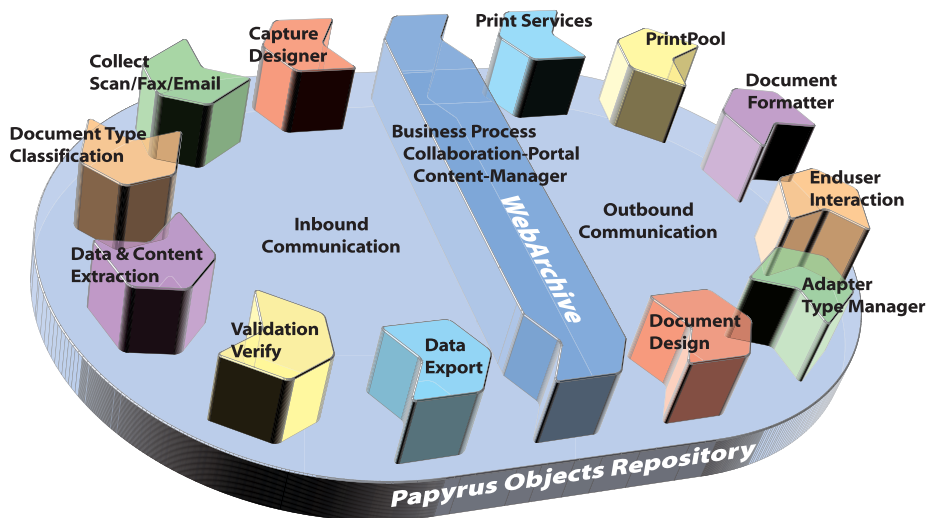 Capture
Designer
Print Services
PrintPool
Collect
Scan/Fax/Email
Document
Formatter
Document Type
Classification
Business Process
Collaboration-Portal
Content-Manager
Enduser
Interaction
WebArchive
Inbound
Communication
Outbound
Communication
Data & Content
Extraction
Adapter
Type Manager
Validation
Verify
Data
Export
Document
Design
Papyrus Objects Repository